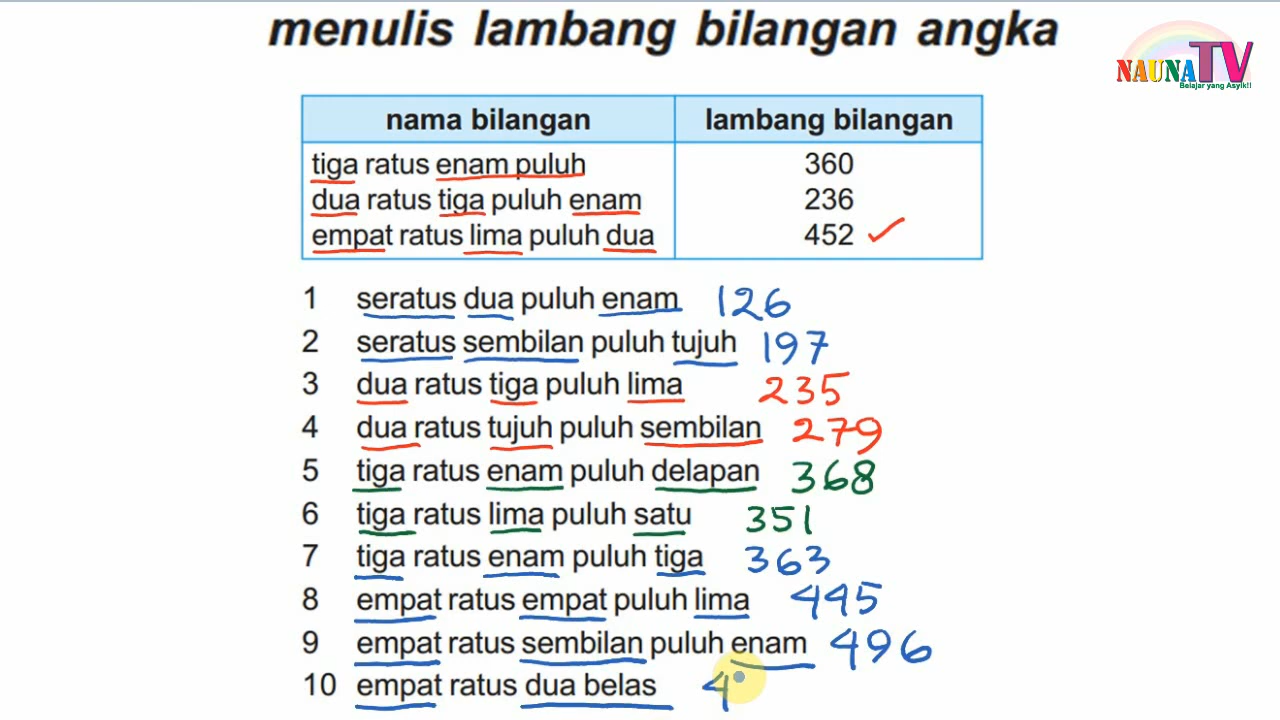 menulis lambang bilangan angka
NAUNA TV
Belajar yang Asyik!!
nama bilangan lambang bilangan
tiga ratus enam puluh 360
dua ratus tiga puluh enam 236
empat ratus lima puluh dua 452
1 seratus dua puluh enam 126
2 seratus sembilan puluh tujuh 197
3 dua ratus tiga puluh lima 235
4 dua ratus tujuh puluh sembilan 279
5 tiga ratus enam puluh delapan 368
6 tiga ratus lima puluh satu 351
7 tiga ratus enam puluh tiga 363
8 empat ratus empat puluh lima 445
9 empat ratus sembilan puluh enam 496
10 empat ratus dua belas 4